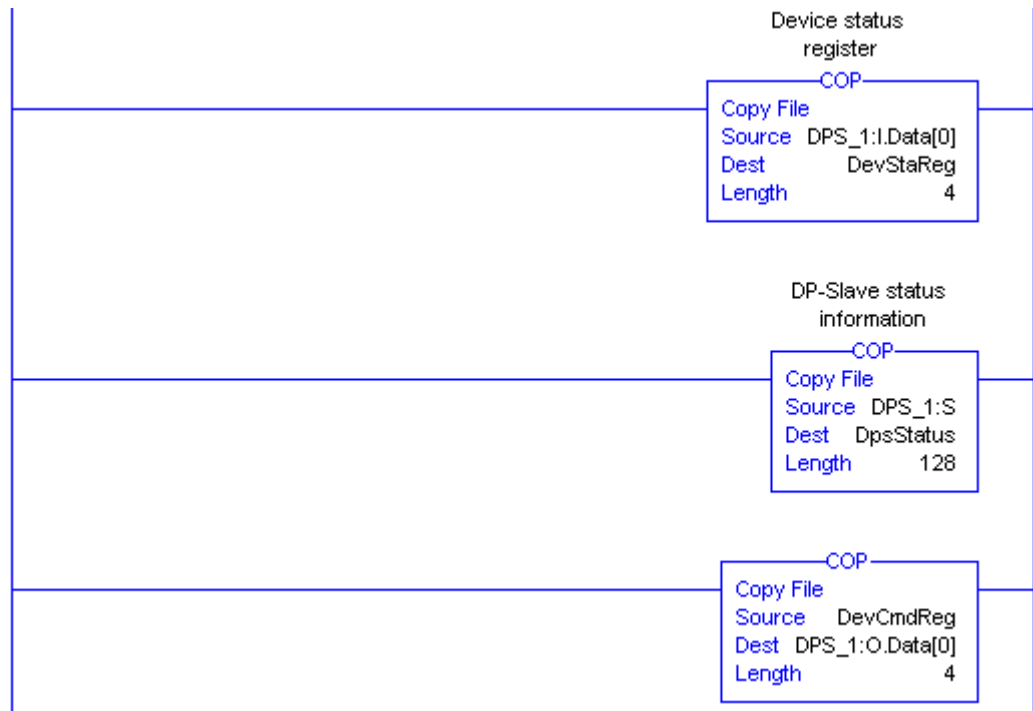 Device status
register
COP
Copy File
Source DPS_1:I.Data[0]
Dest DevStaReg
Length 4
DP-Slave status
information
COP
Copy File
Source DPS_1:S
Dest DpsStatus
Length 128
COP
Copy File
Source DevCmdReg
Dest DPS_1:O.Data[0]
Length 4